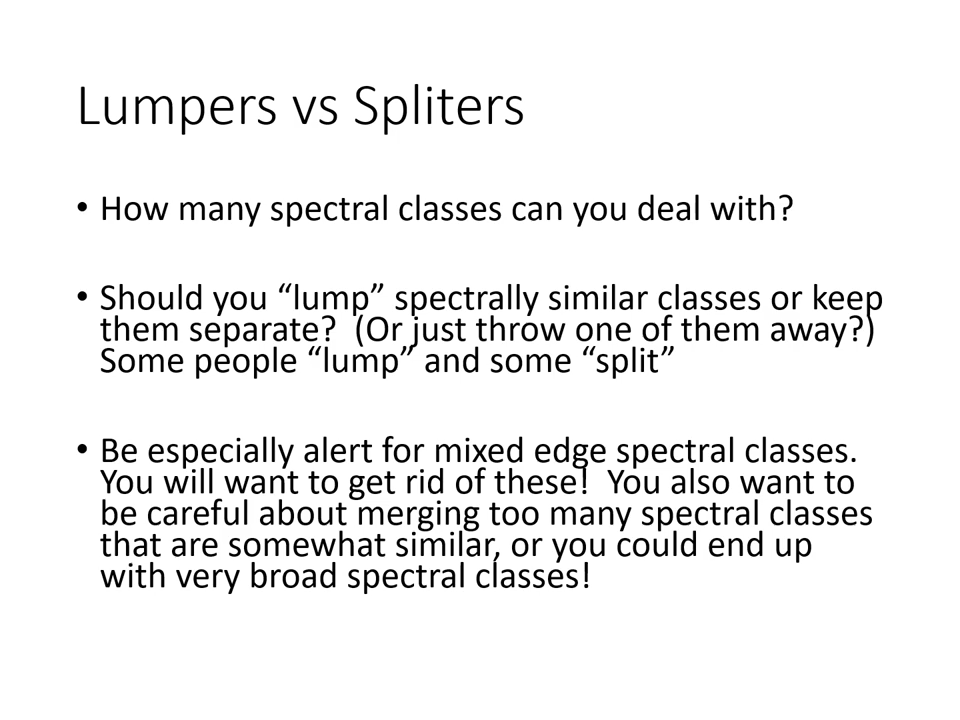 Lumpers vs Spliters
• How many spectral classes can you deal with?
• Should you “lump” spectrally similar classes or keep
them separate?  (Or just throw one of them away?)
Some people “lump” and some “split”
• Be especially alert for mixed edge spectral classes.
You will want to get rid of these!  You also want to
be careful about merging too many spectral classes
that are somewhat similar, or you could end up
with very broad spectral classes!